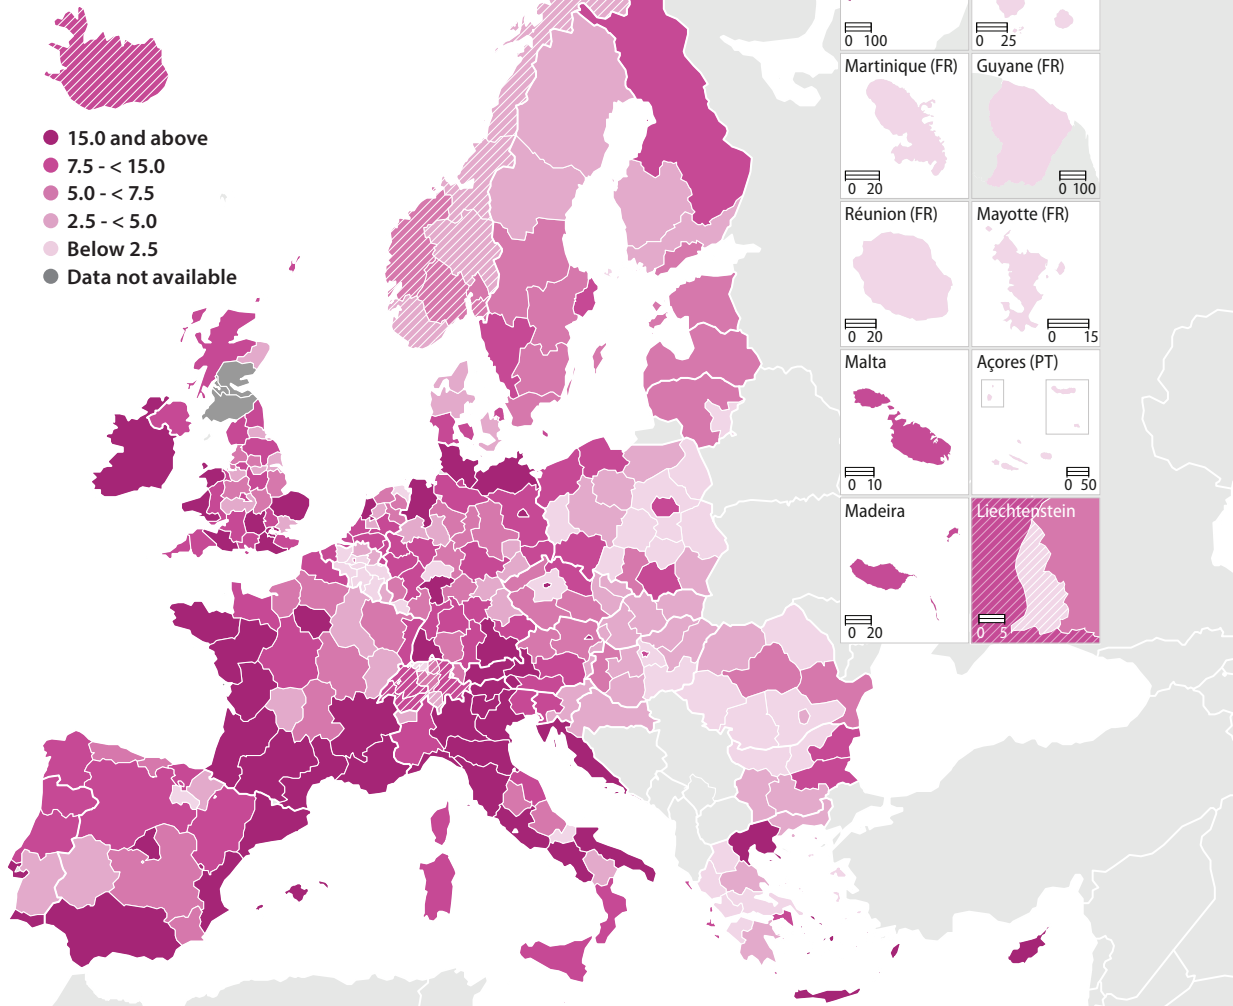 15.0 and above
7.5 - < 15.0
5.0 - < 7.5
2.5 - < 5.0
Below 2.5
Data not available
0 100
0 25
Martinique (FR)
0 20
Guyane (FR)
0 100
Réunion (FR)
0 20
Mayotte (FR)
0 15
Malta
0 10
Açores (PT)
0 50
Madeira
0 20
Liechtenstein
0 5